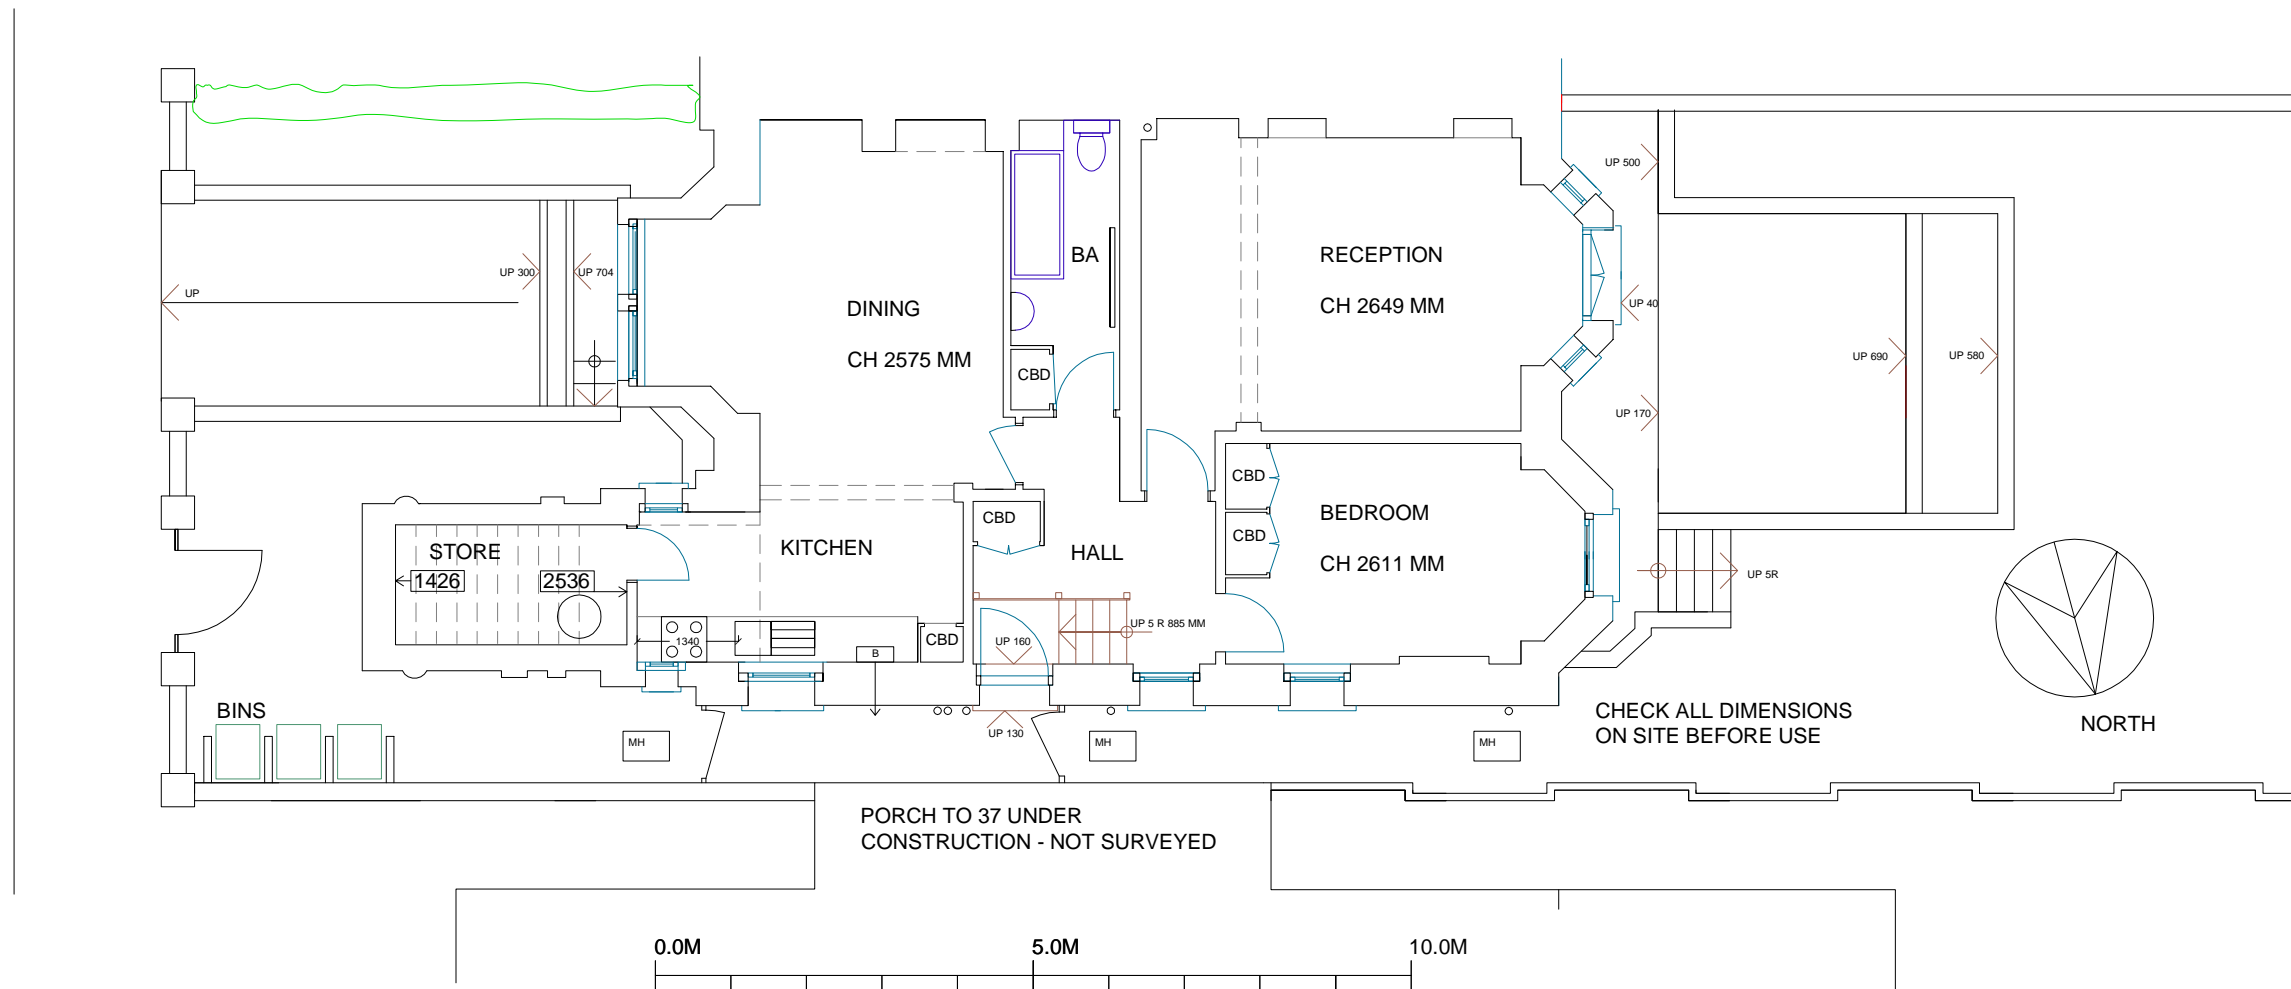 UP 500
BA
RECEPTION
UP 300
UP 704
UP
DINING
CH 2649 MM
UP 40
CH 2575 MM
CBD
UP 690
UP 580
UP 170
CBD
CBD
BEDROOM
CBD
STORE
KITCHEN
HALL
CH 2611 MM
1426
2536
UP 5R
UP 5 R 885 MM
1340
CBD
UP 160
B
BINS
CHECK ALL DIMENSIONS
ON SITE BEFORE USE
NORTH
UP 130
MH
MH
MH
PORCH TO 37 UNDER
CONSTRUCTION - NOT SURVEYED
0.0M
5.0M
10.0M